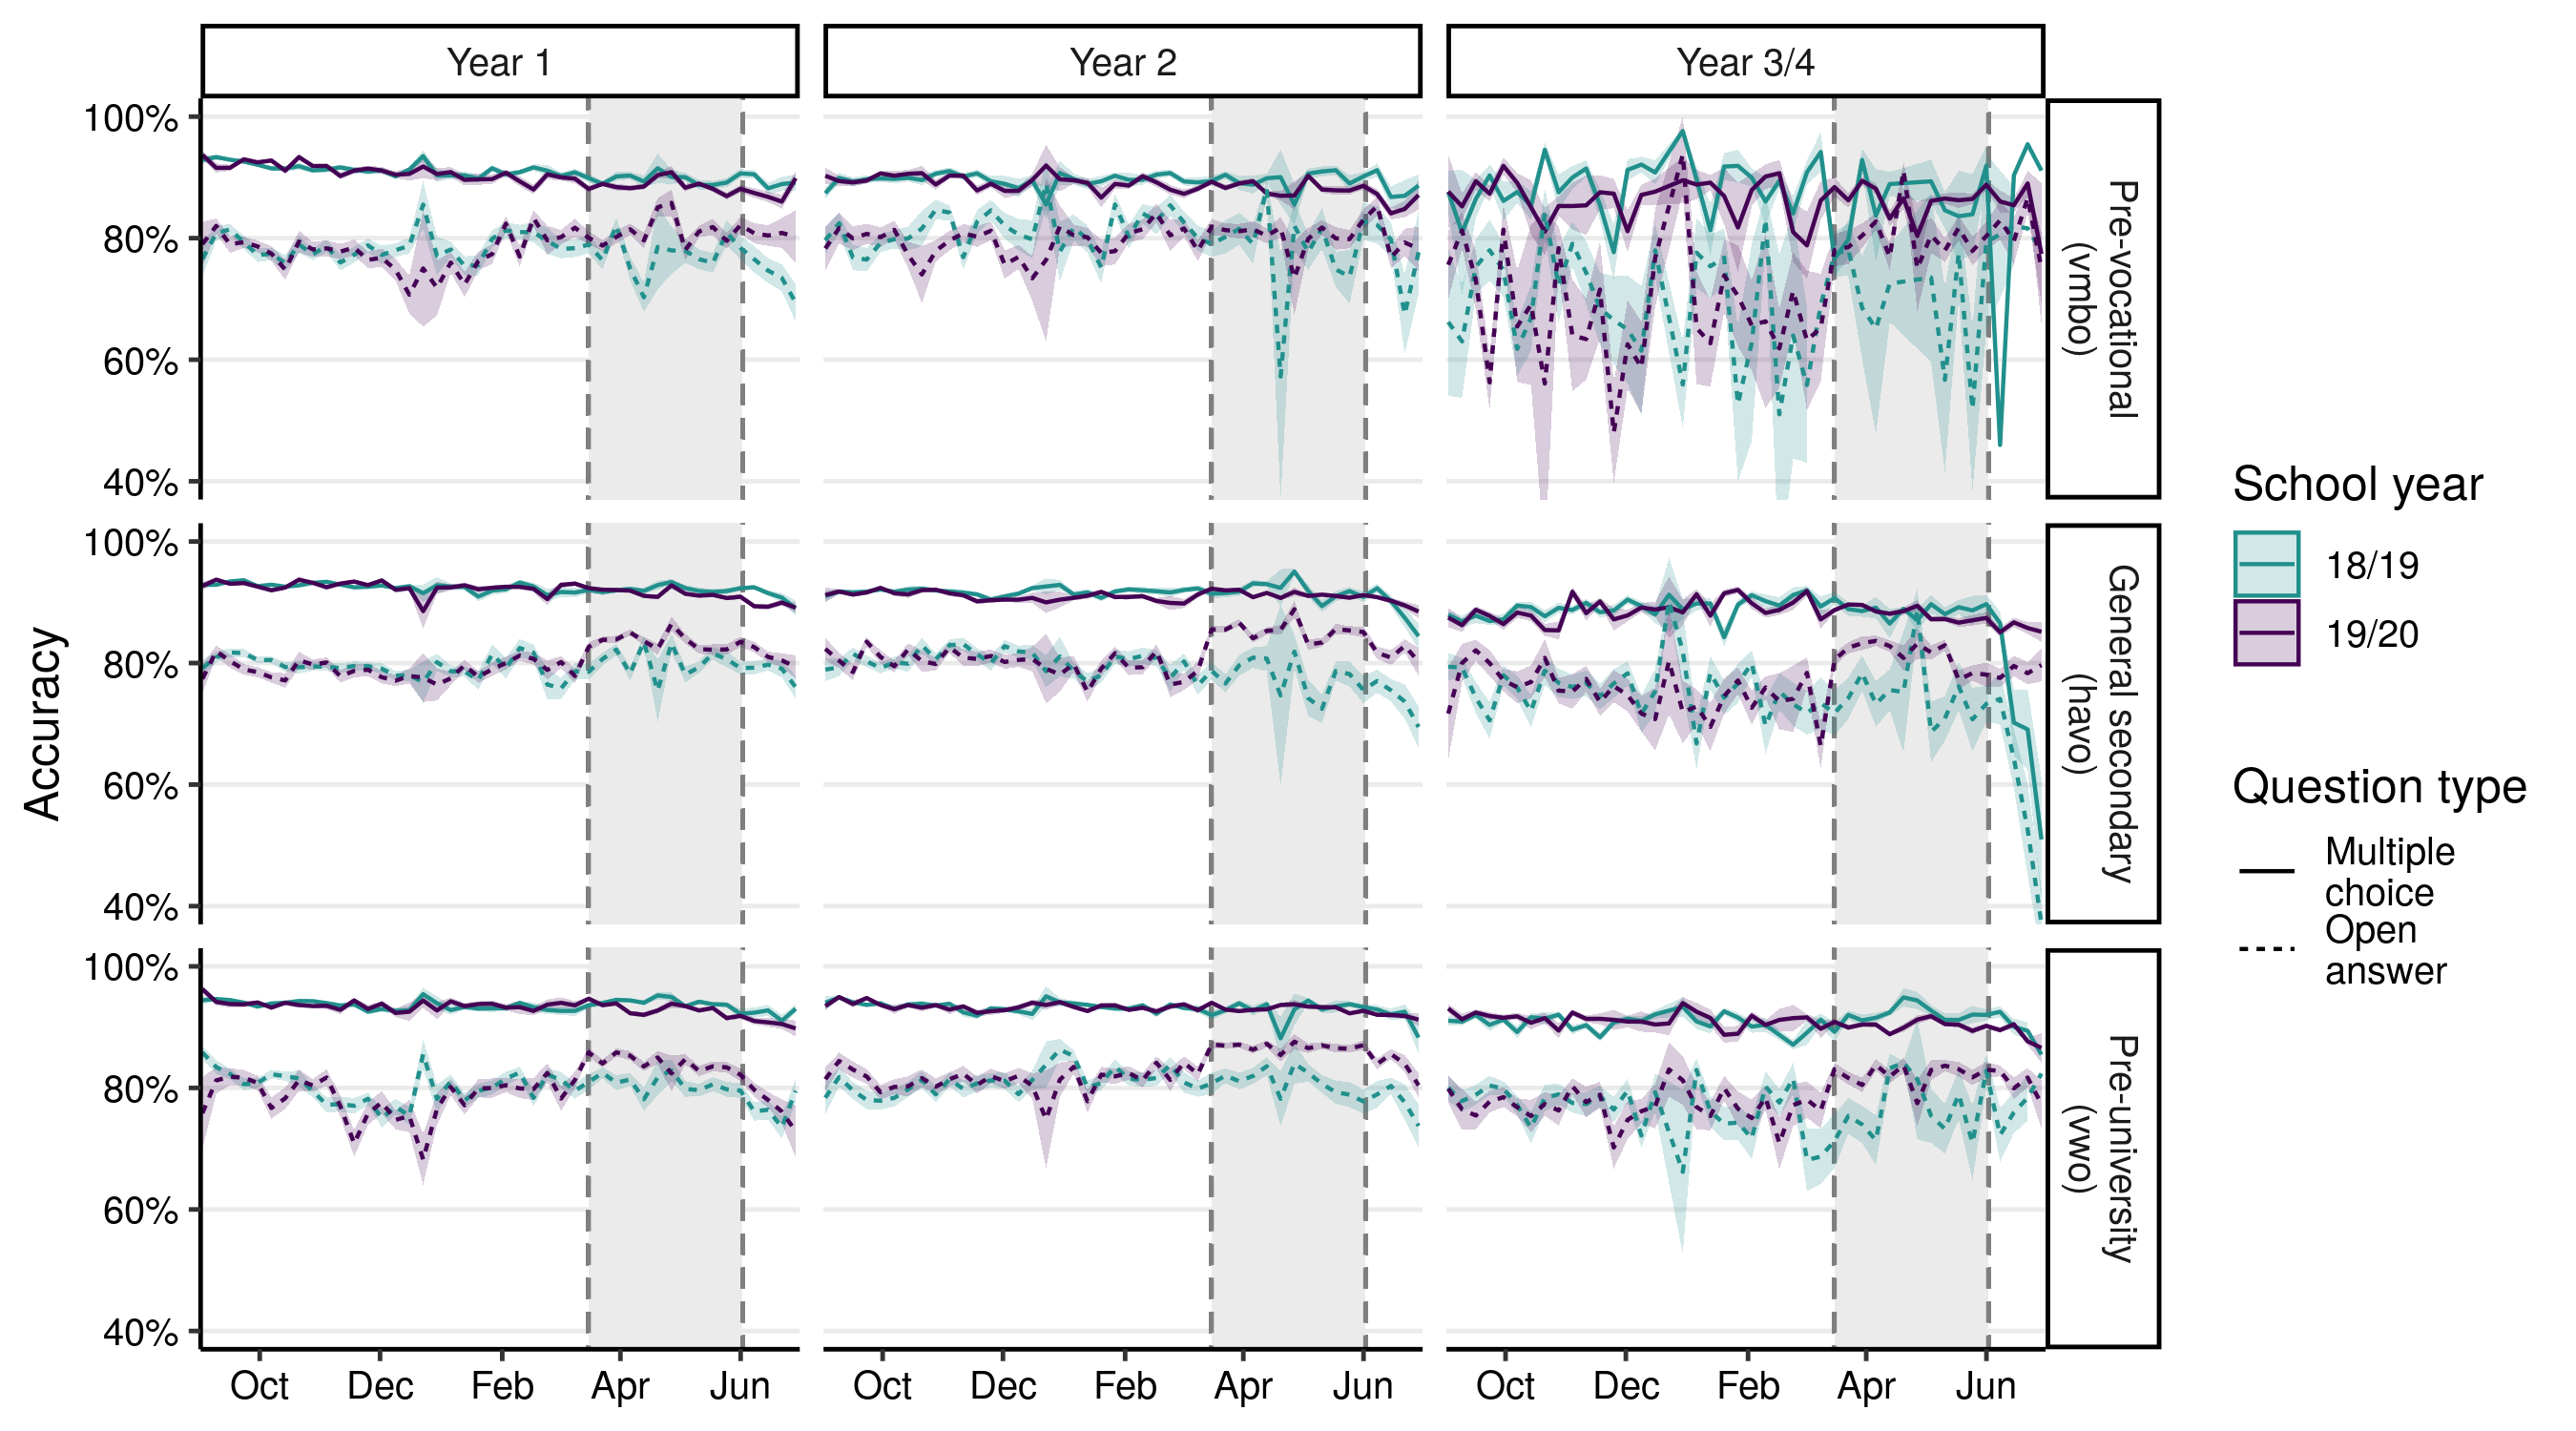 Year 1
Year 2
Year 3/4
100%
80%
60%
40%
Pre-vocational
(vmbo)
100%
80%
60%
40%
General secondary
(havo)
100%
80%
60%
40%
Pre-university
(vwo)
Accuracy
Oct Dec Feb Apr Jun
Oct Dec Feb Apr Jun
Oct Dec Feb Apr Jun
School year
18/19
19/20
Question type
Multiple
choice
Open
answer